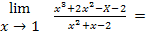 lim x → 1 (x³+2x²−X−2)/(x²+x−2) =